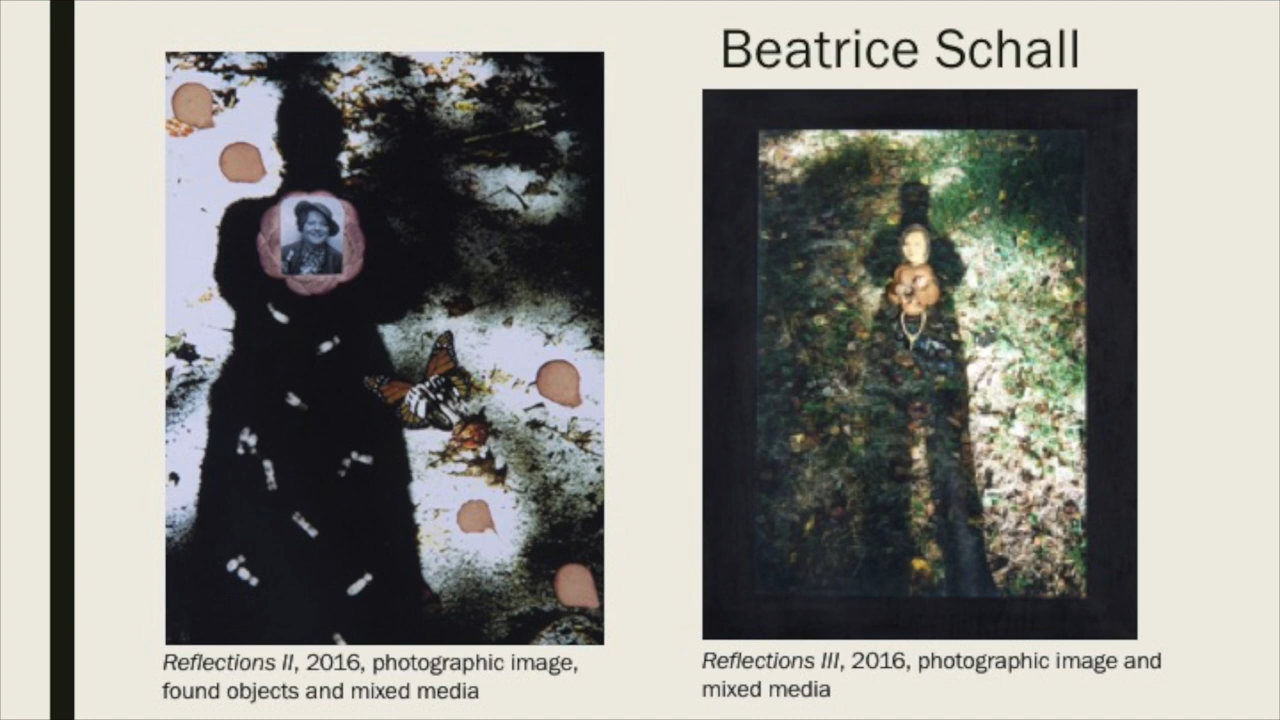 Beatrice Schall
Reflections II, 2016, photographic image,
found objects and mixed media
Reflections III, 2016, photographic image and
mixed media